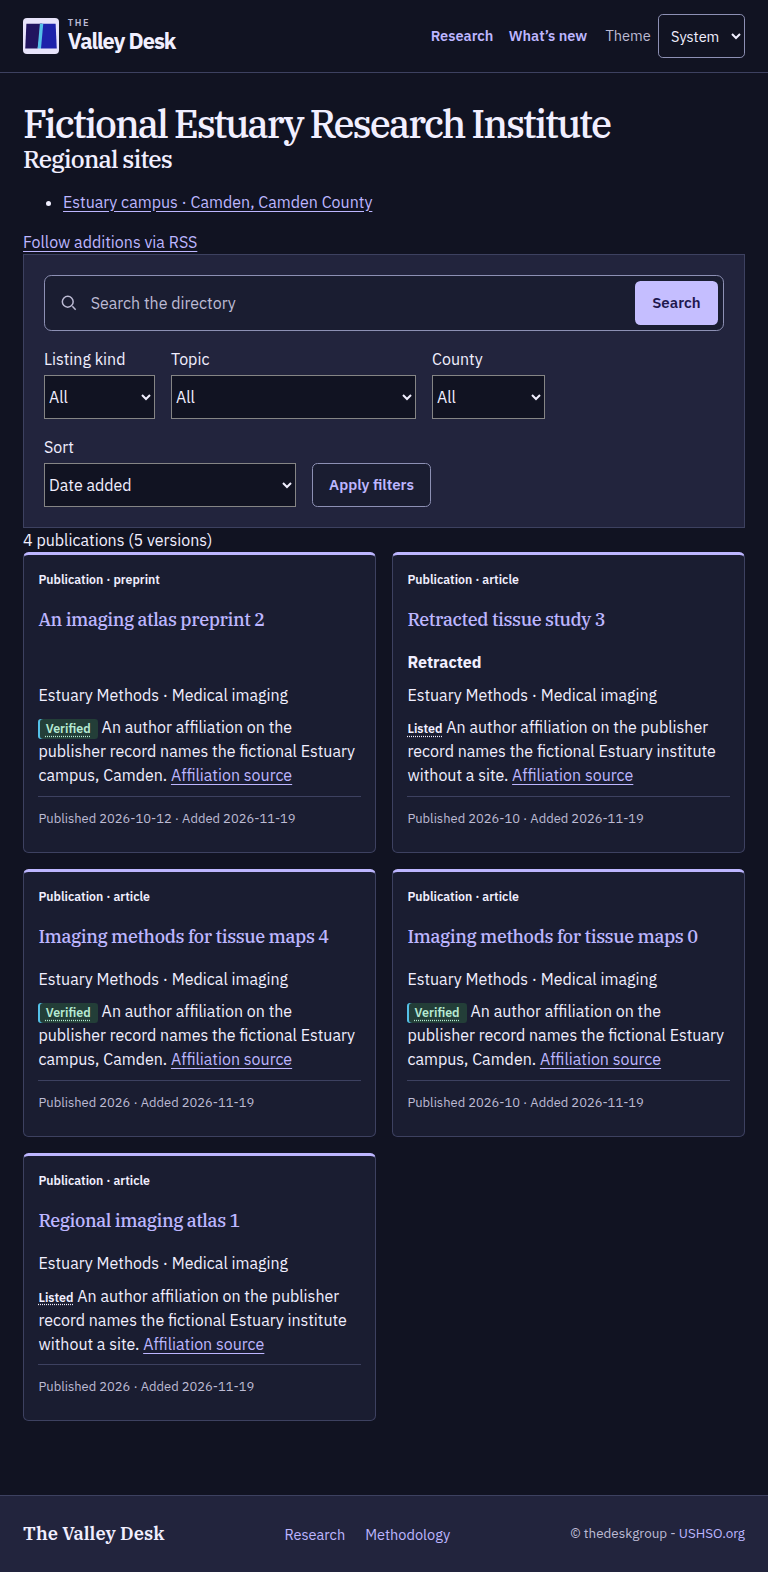 THE
Valley Desk
Research What's new Theme System
Fictional Estuary Research Institute
Regional sites
Estuary campus · Camden, Camden County
Follow additions via RSS
Search the directory Search
Listing kind Topic County
All All All
Sort
Date added Apply filters
4 publications (5 versions)
Publication · preprint
An imaging atlas preprint 2
Estuary Methods · Medical imaging
Verified An author affiliation on the
publisher record names the fictional Estuary
campus, Camden. Affiliation source
Published 2026-10-12 · Added 2026-11-19
Publication · article
Retracted tissue study 3
Retracted
Estuary Methods · Medical imaging
Listed An author affiliation on the publisher
record names the fictional Estuary institute
without a site. Affiliation source
Published 2026-10 · Added 2026-11-19
Publication · article
Imaging methods for tissue maps 4
Estuary Methods · Medical imaging
Verified An author affiliation on the
publisher record names the fictional Estuary
campus, Camden. Affiliation source
Published 2026 · Added 2026-11-19
Publication · article
Imaging methods for tissue maps 0
Estuary Methods · Medical imaging
Verified An author affiliation on the
publisher record names the fictional Estuary
campus, Camden. Affiliation source
Published 2026-10 · Added 2026-11-19
Publication · article
Regional imaging atlas 1
Estuary Methods · Medical imaging
Listed An author affiliation on the publisher
record names the fictional Estuary institute
without a site. Affiliation source
Published 2026 · Added 2026-11-19
The Valley Desk Research Methodology © thedeskgroup - USHSO.org